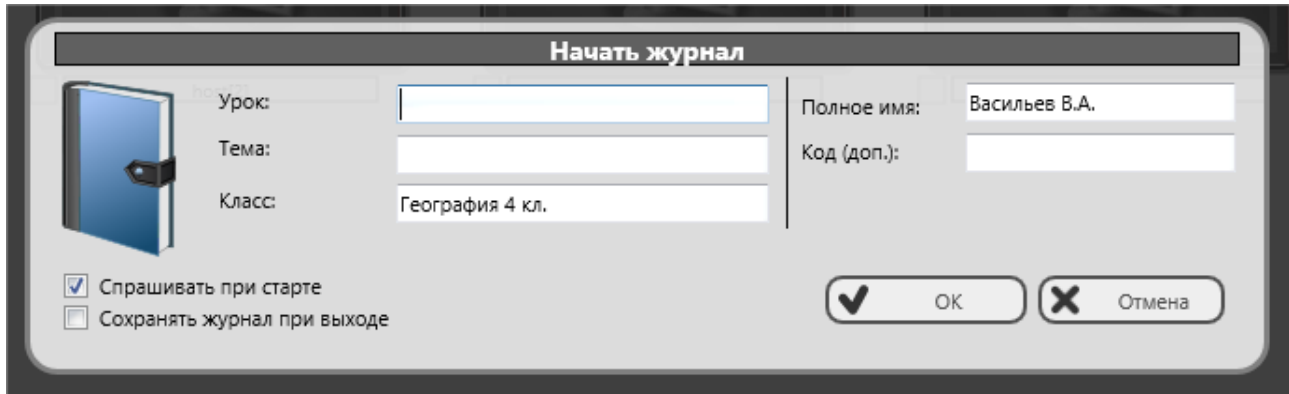 Начать журнал
Урок:
Тема:
Класс:
География 4 кл.
Полное имя:
Васильев В.А.
Код (доп.):
Спрашивать при старте
Сохранять журнал при выходе
ОК
Отмена